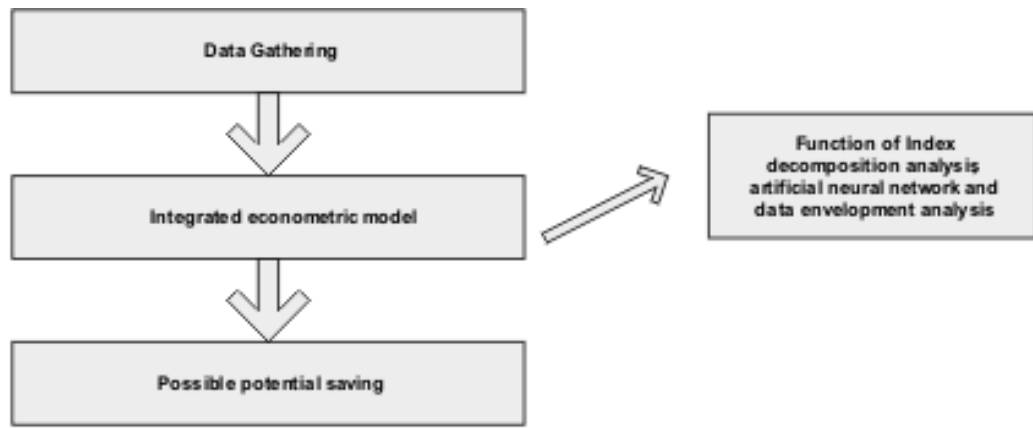 Data Gathering
Integrated econometric model
Function of Index
decomposition analysis,
artificial neural network and
data envelopment analysis
Possible potential saving